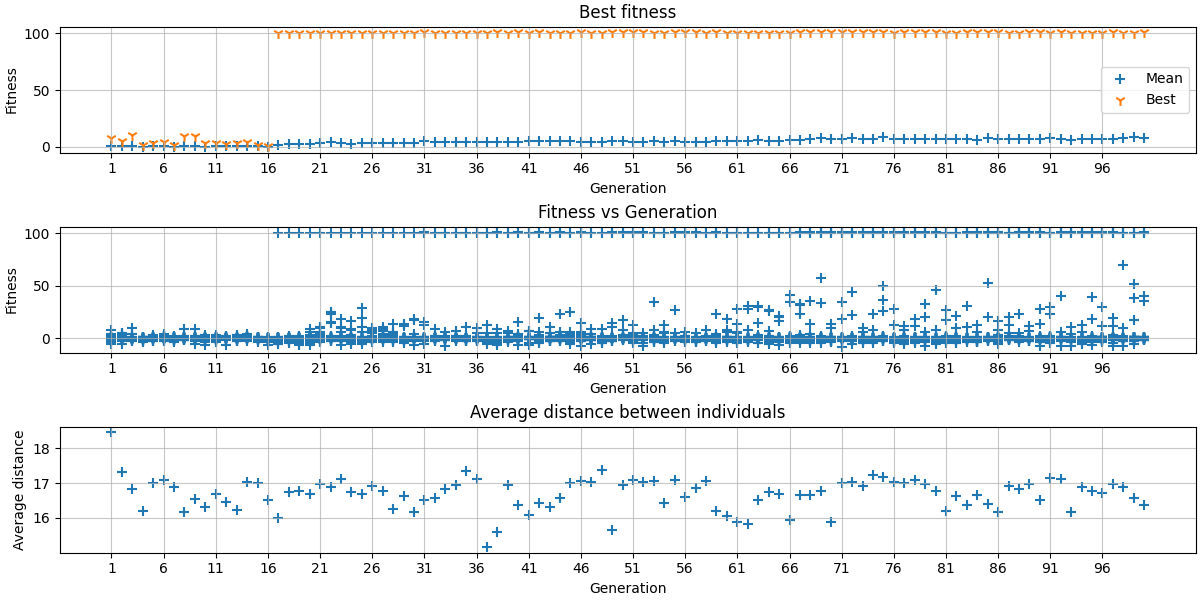 Best fitness
Fitness
100
50
0
Mean
Best
1 6 11 16 21 26 31 36 41 46 51 56 61 66 71 76 81 86 91 96
Generation
Fitness vs Generation
Fitness
100
50
0
1 6 11 16 21 26 31 36 41 46 51 56 61 66 71 76 81 86 91 96
Generation
Average distance between individuals
Average distance
18
17
16
1 6 11 16 21 26 31 36 41 46 51 56 61 66 71 76 81 86 91 96
Generation